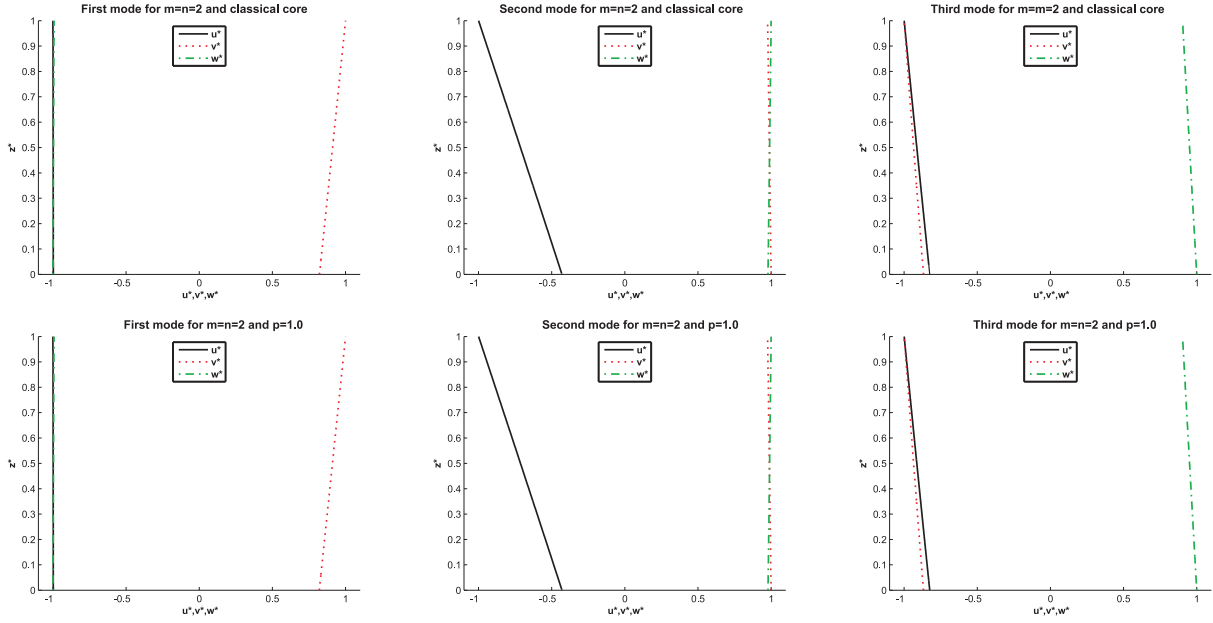 First mode for m=n=2 and classical core
u*
v*
w*
1
0.9
0.8
0.7
0.6
0.5
0.4
0.3
0.2
0.1
0
z*
-1
-0.5
0
0.5
1
u*,v*,w*
Second mode for m=n=2 and classical core
u*
v*
w*
1
0.9
0.8
0.7
0.6
0.5
0.4
0.3
0.2
0.1
0
z*
-1
-0.5
0
0.5
1
u*,v*,w*
Third mode for m=m=2 and classical core
u*
v*
w*
1
0.9
0.8
0.7
0.6
0.5
0.4
0.3
0.2
0.1
0
z*
-1
-0.5
0
0.5
1
u*,v*,w*
First mode for m=n=2 and p=1.0
u*
v*
w*
1
0.9
0.8
0.7
0.6
0.5
0.4
0.3
0.2
0.1
0
z*
-1
-0.5
0
0.5
1
u*,v*,w*
Second mode for m=n=2 and p=1.0
u*
v*
w*
1
0.9
0.8
0.7
0.6
0.5
0.4
0.3
0.2
0.1
0
z*
-1
-0.5
0
0.5
1
u*,v*,w*
Third mode for m=n=2 and p=1.0
u*
v*
w*
1
0.9
0.8
0.7
0.6
0.5
0.4
0.3
0.2
0.1
0
z*
-1
-0.5
0
0.5
1
u*,v*,w*